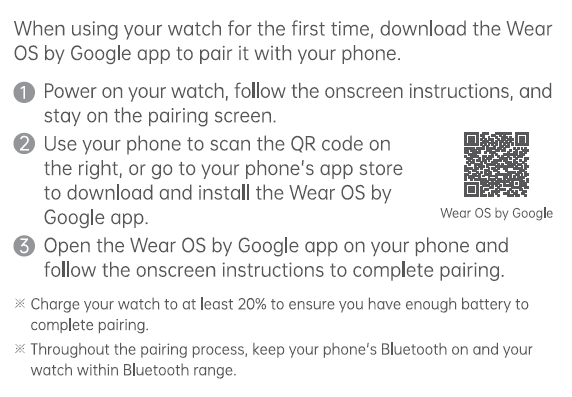 When using your watch for the first time, download the Wear
OS by Google app to pair it with your phone.
1 Power on your watch, follow the onscreen instructions, and
stay on the pairing screen.
2 Use your phone to scan the QR code on
the right, or go to your phone's app store
to download and install the Wear OS by
Google app.
Wear OS by Google
3 Open the Wear OS by Google app on your phone and
follow the onscreen instructions to complete pairing.
※ Charge your watch to at least 20% to ensure you have enough battery to
complete pairing.
※ Throughout the pairing process, keep your phone's Bluetooth on and your
watch within Bluetooth range.